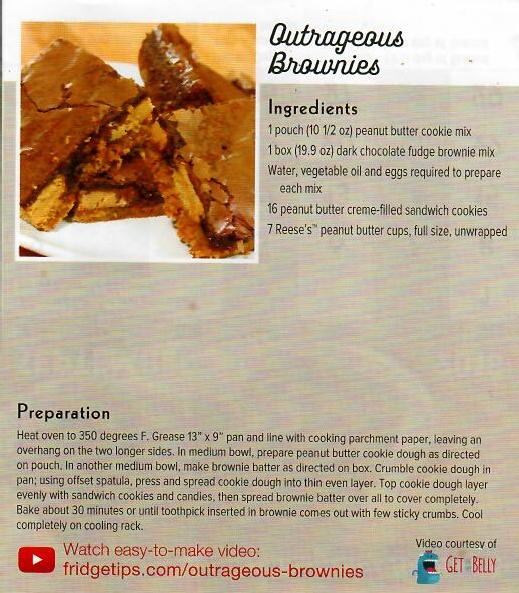 Outrageous
Brownies
Ingredients
1 pouch (10 1/2 oz) peanut butter cookie mix
1 box (19.9 oz) dark chocolate fudge brownie mix
Water, vegetable oil and eggs required to prepare
each mix
16 peanut butter creme-filled sandwich cookies
7 Reese's™ peanut butter cups, full size, unwrapped
Preparation
Heat oven to 350 degrees F. Grease 13" x 9" pan and line with cooking parchment paper, leaving an
overhang on the two longer sides. In medium bowl, prepare peanut butter cookie dough as directed
on pouch. In another medium bowl, make brownie batter as directed on box. Crumble cookie dough in
pan; using offset spatula, press and spread cookie dough into thin even layer. Top cookie dough layer
evenly with sandwich cookies and candies, then spread brownie batter over all to cover completely.
Bake about 30 minutes or until toothpick inserted in brownie comes out with few sticky crumbs. Cool
completely on cooling rack.
Watch easy-to-make video:
fridgetips.com/outrageous-brownies
Video courtesy of
GET IN MY BELLY